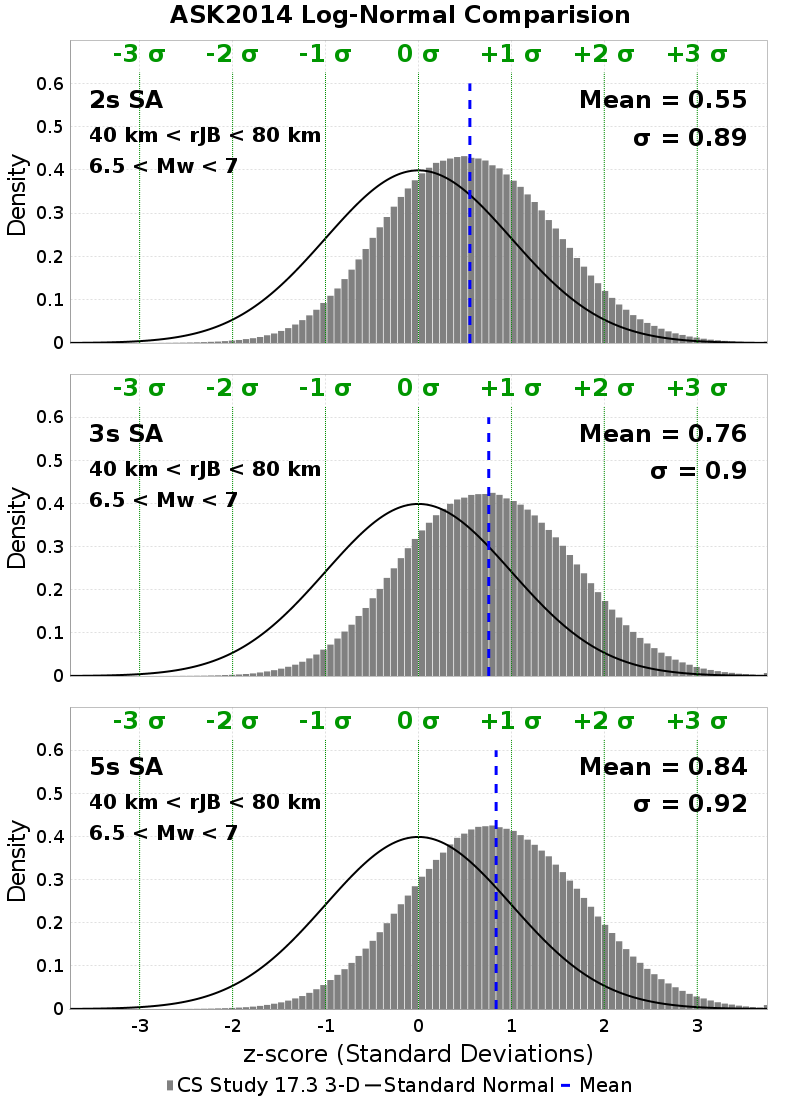 ASK2014 Log-Normal Comparision
-3 σ -2 σ -1 σ 0 σ +1 σ +2 σ +3 σ
2s SA
Mean = 0.55
40 km < rJB < 80 km
σ = 0.89
6.5 < Mw < 7
Density
0.6
0.5
0.4
0.3
0.2
0.1
0
-3 σ -2 σ -1 σ 0 σ +1 σ +2 σ +3 σ
3s SA
Mean = 0.76
40 km < rJB < 80 km
σ = 0.9
6.5 < Mw < 7
Density
0.6
0.5
0.4
0.3
0.2
0.1
0
-3 σ -2 σ -1 σ 0 σ +1 σ +2 σ +3 σ
5s SA
Mean = 0.84
40 km < rJB < 80 km
σ = 0.92
6.5 < Mw < 7
Density
0.6
0.5
0.4
0.3
0.2
0.1
0
-3 -2 -1 0 1 2 3
z-score (Standard Deviations)
CS Study 17.3 3-D Standard Normal Mean